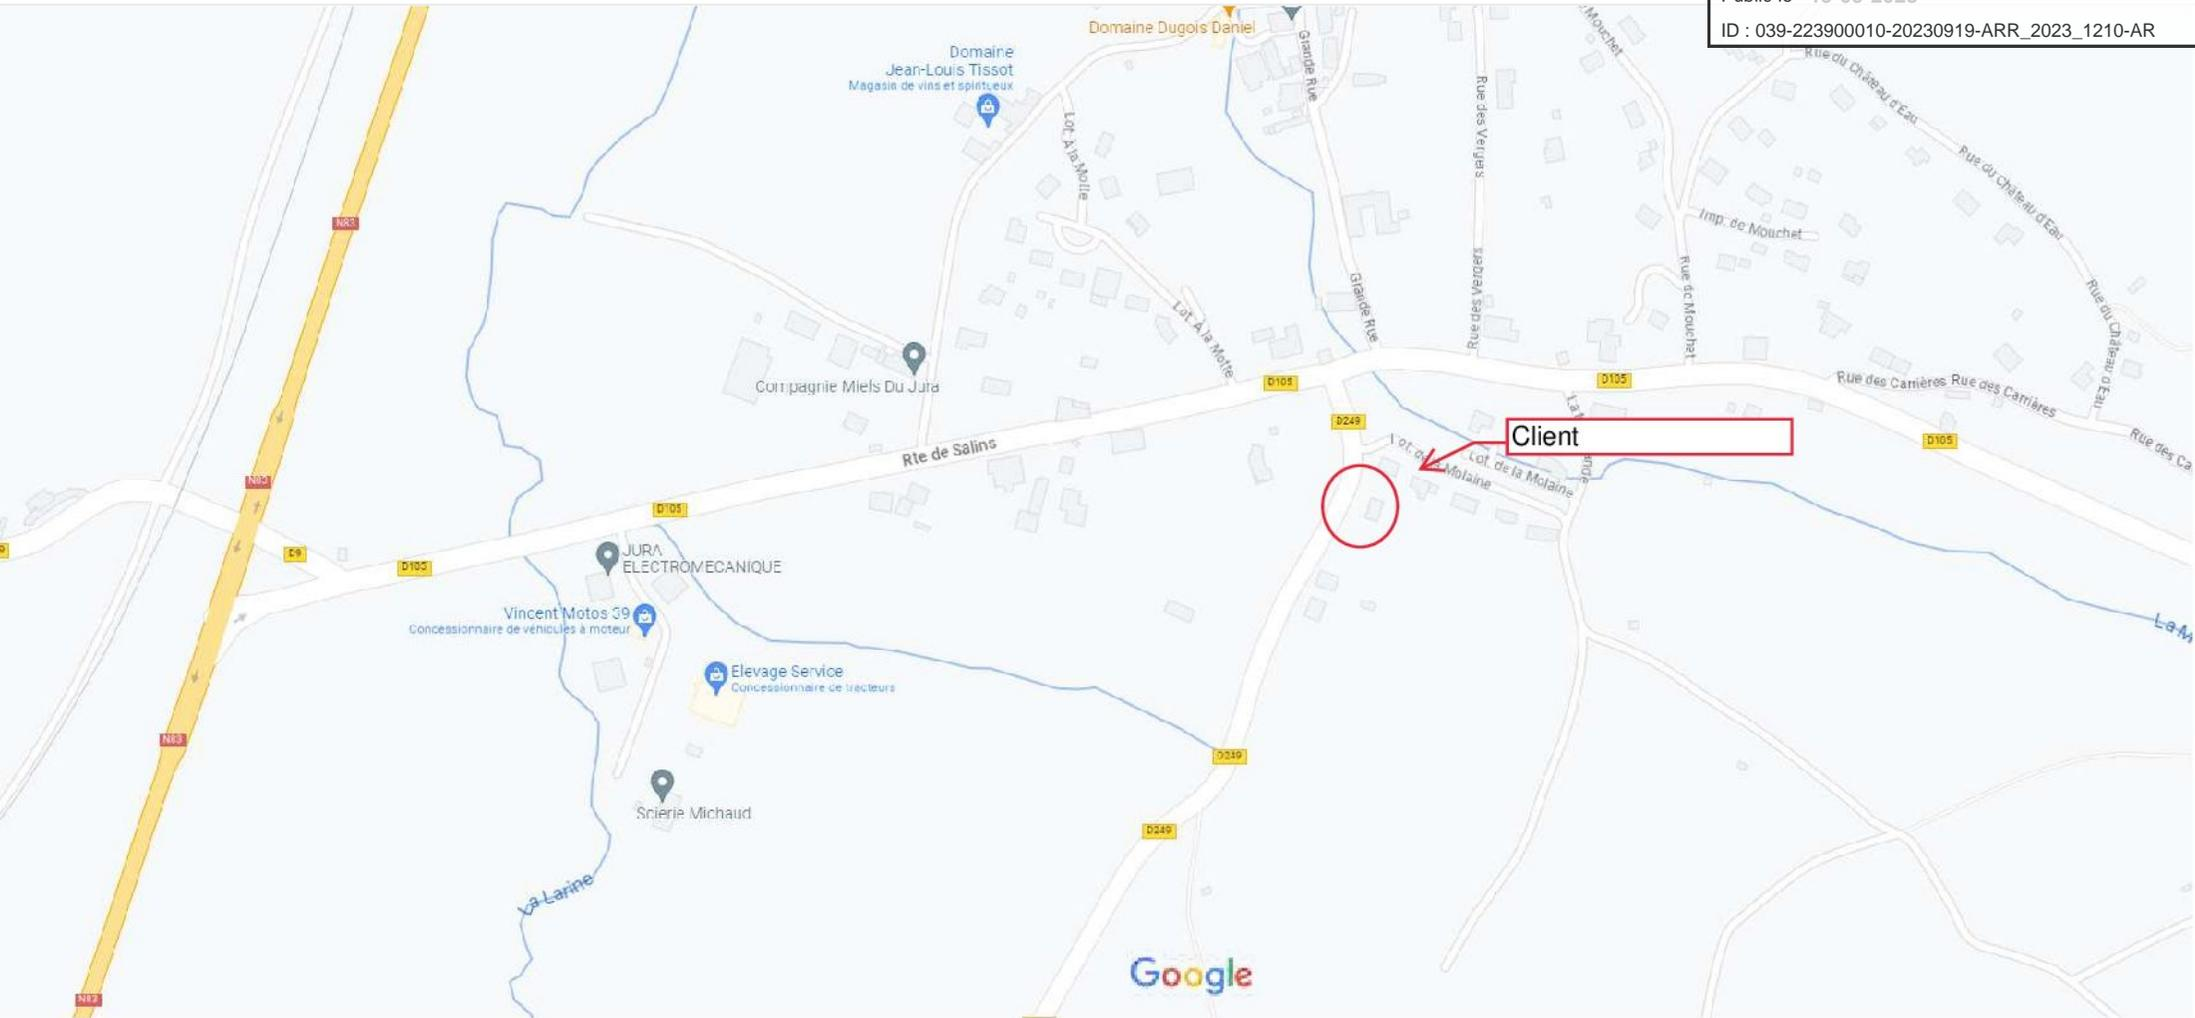 ID : 039-223900010-20230919-ARR_2023_1210-AR
Domaine Dugois Daniel
Domaine
Jean-Louis Tissot
Magasin de vins et spiritueux
Grande Rue
Rue des Vergers
Mouchet
Rue du Château d'Eau
Rue du Château d'Eau
Lot. À la Motte
N83
Imp. de Mouchet
Rue des Vergers
Rue de Mouchet
Rue du Château d'Eau
Grande Rue
Lot. À la Motte
Compagnie Miels Du Jura
D105
D105
Rue des Carrières
Rue des Carrières
D249
Client
D105
Rue des Ca
Rte de Salins
Lot. de la Molaine
Lot. de la Molaine
N83
D105
D9
D105
JURA
ELECTROMECANIQUE
Vincent Motos 39
Concessionnaire de véhicules à moteur
La M
Elevage Service
Concessionnaire de tracteurs
N83
D249
Scierie Michaud
D249
La Larine
Google
N83